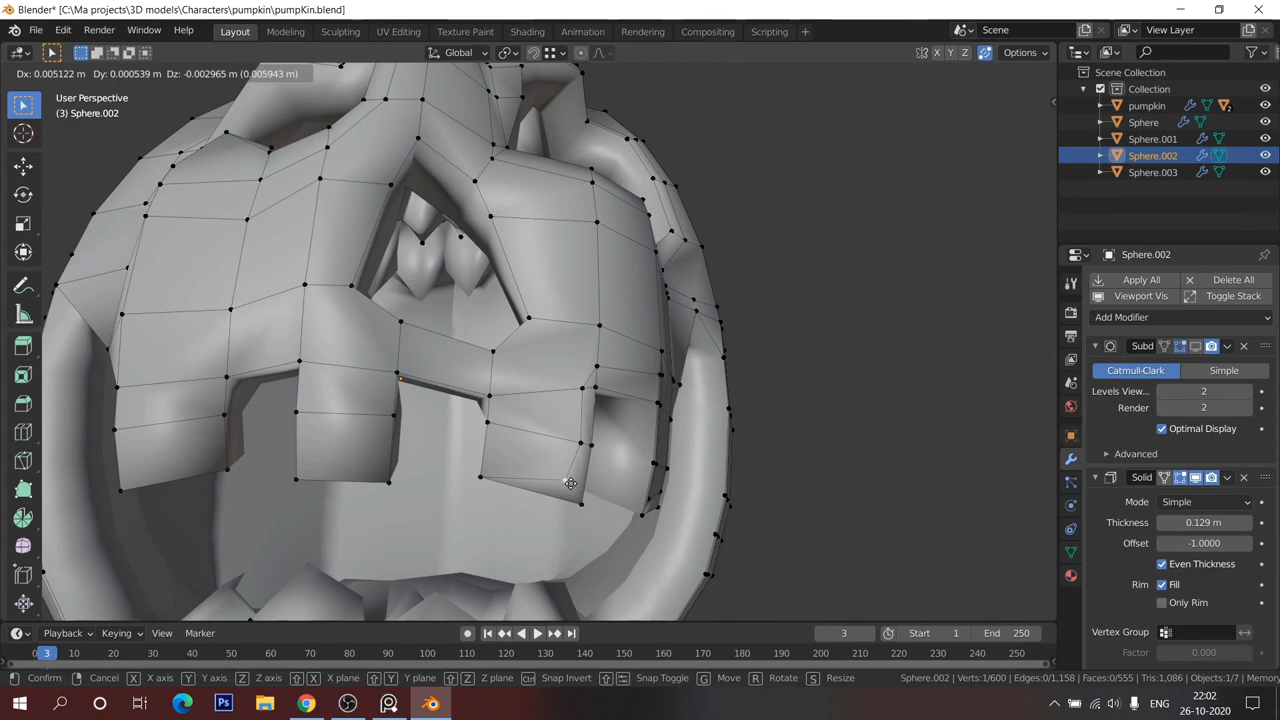 Blender* [C:\Ma projects\3D models\Characters\pumpkin\pumpKin.blend]
File Edit Render Window Help Layout Modeling Sculpting UV Editing Texture Paint Shading Animation Rendering Compositing Scripting Scene View Layer
Global X Y Z Options
Dx: 0.005122 m Dy: 0.000539 m Dz: -0.002965 m (0.005943 m)
User Perspective
(3) Sphere.002
Scene Collection
Collection
pumpkin 2
Sphere
Sphere.001
Sphere.002
Sphere.003
Sphere.002
Apply All Delete All
Viewport Vis Toggle Stack
Add Modifier
Subd
Catmull-Clark Simple
Levels View... 2
Render 2
Optimal Display
Advanced
Solid
Mode Simple
Thickness 0.129 m
Offset -1.0000
Even Thickness
Rim Fill
Only Rim
Vertex Group
Factor 0.000
Playback Keying View Marker 3 Start 1 End 250
0 3 10 20 30 40 50 60 70 80 90 100 110 120 130 140 150 160 170 180 190 200 210 220 230 240 250
Confirm Cancel X X axis Y Y axis Z Z axis X X plane Y Y plane Z Z plane Ctrl Snap Invert Snap Toggle G Move R Rotate S Resize Sphere.002 | Verts:1/600 | Edges:0/1,158 | Faces:0/555 | Tris:1,086 | Objects:1/7 | Memory
Ps ENG 22:02
26-10-2020